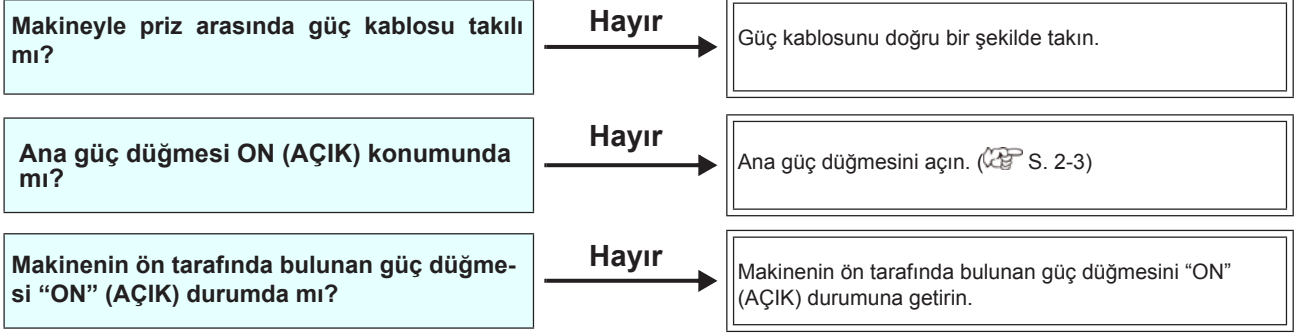 Makineyle priz arasında güç kablosu takılı
mı?
Hayır
Güç kablosunu doğru bir şekilde takın.
Ana güç düğmesi ON (AÇIK) konumunda
mı?
Hayır
Ana güç düğmesini açın. ( S. 2-3)
Makinenin ön tarafında bulunan güç düğme-
si “ON” (AÇIK) durumda mı?
Hayır
Makinenin ön tarafında bulunan güç düğmesini “ON”
(AÇIK) durumuna getirin.